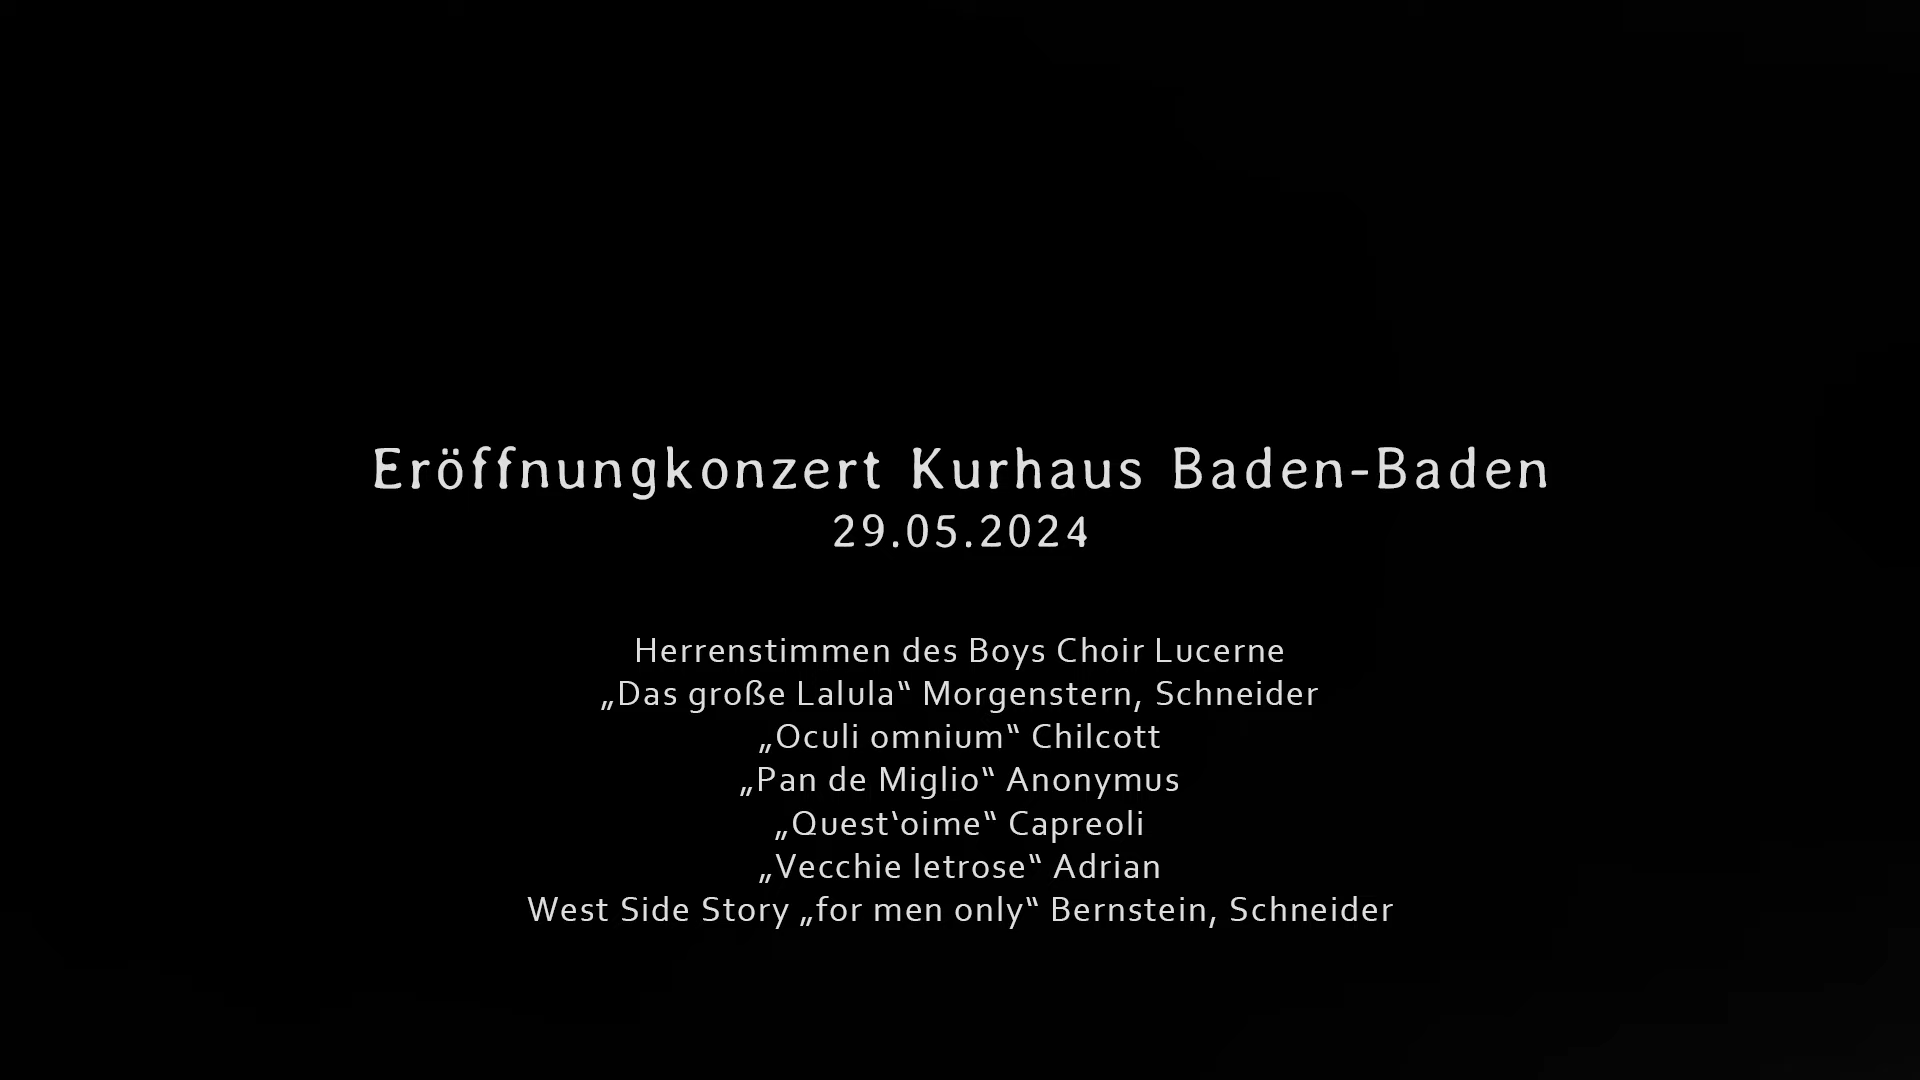 Eröffnungkonzert Kurhaus Baden-Baden
29.05.2024
Herrenstimmen des Boys Choir Lucerne
„Das große Lalula“ Morgenstern, Schneider
„Oculi omnium“ Chilcott
„Pan de Miglio“ Anonymus
„Quest‘oime“ Capreoli
„Vecchie letrose“ Adrian
West Side Story „for men only“ Bernstein, Schneider